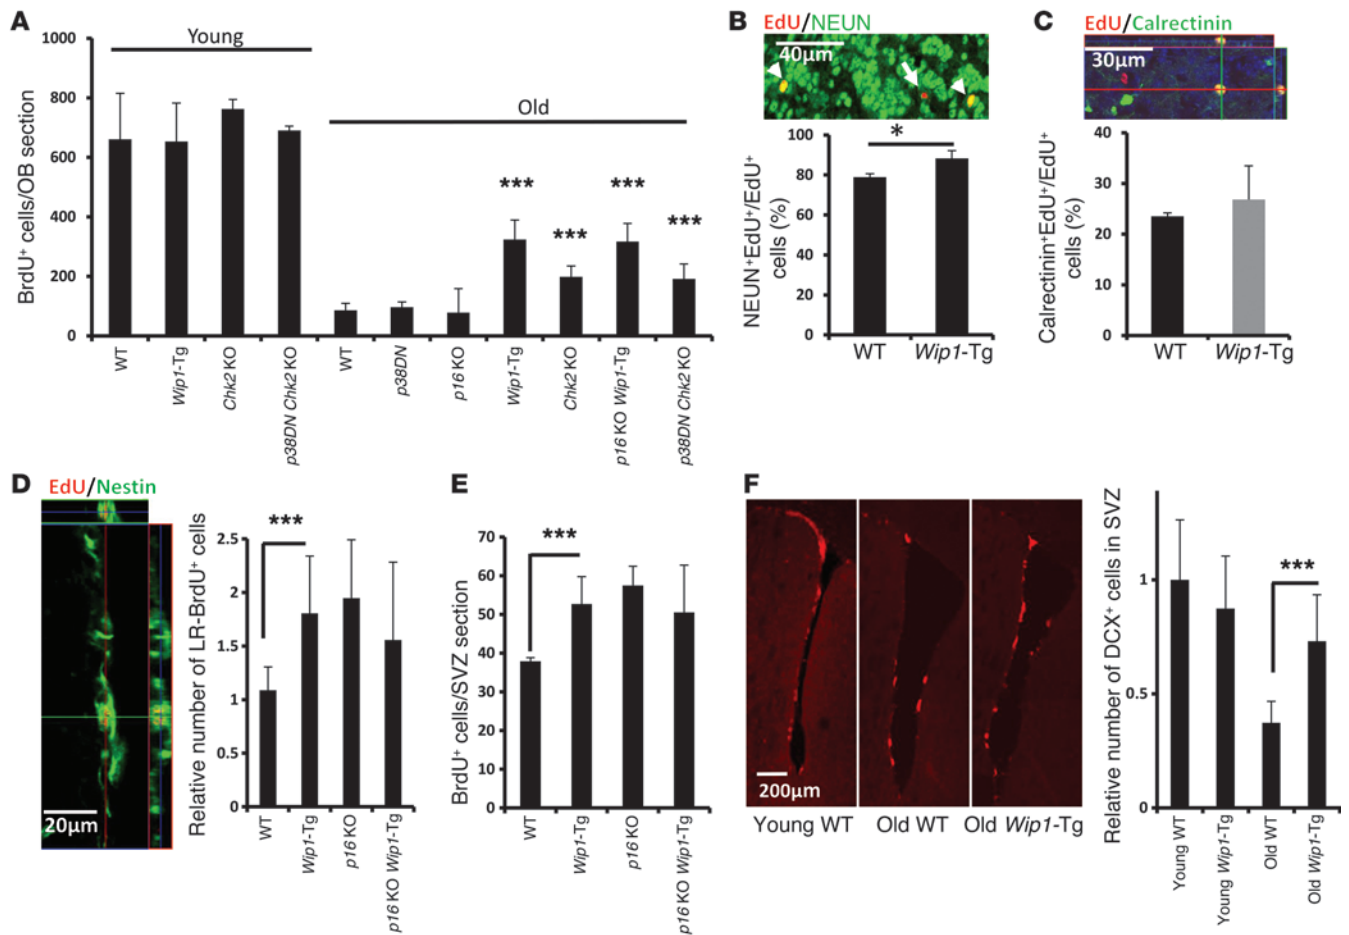 A
BrdU⁺ cells/OB section
1000
800
600
400
200
0
Young
Old
***
***
***
***
WT
Wip1-Tg
Chk2 KO
p38DN Chk2 KO
WT
p38DN
p16 KO
Wip1-Tg
Chk2 KO
p16 KO Wip1-Tg
p38DN Chk2 KO
B
EdU/NEUN
40µm
NEUN⁺EdU⁺/EdU⁺
cells (%)
100
80
60
40
20
0
*
WT
Wip1-Tg
C
EdU/Calrectinin
30µm
Calrectinin⁺EdU⁺/EdU⁺
cells (%)
40
30
20
10
0
WT
Wip1-Tg
D
EdU/Nestin
20µm
Relative number of LR-BrdU⁺ cells
2.5
2
1.5
1
0.5
0
***
WT
Wip1-Tg
p16 KO
p16 KO Wip1-Tg
E
BrdU⁺ cells/SVZ section
70
60
50
40
30
20
10
0
***
WT
Wip1-Tg
p16 KO
p16 KO Wip1-Tg
F
200µm
Young WT
Old WT
Old Wip1-Tg
Relative number of DCX⁺ cells in SVZ
1
0.5
0
***
Young WT
Young Wip1-Tg
Old WT
Old Wip1-Tg